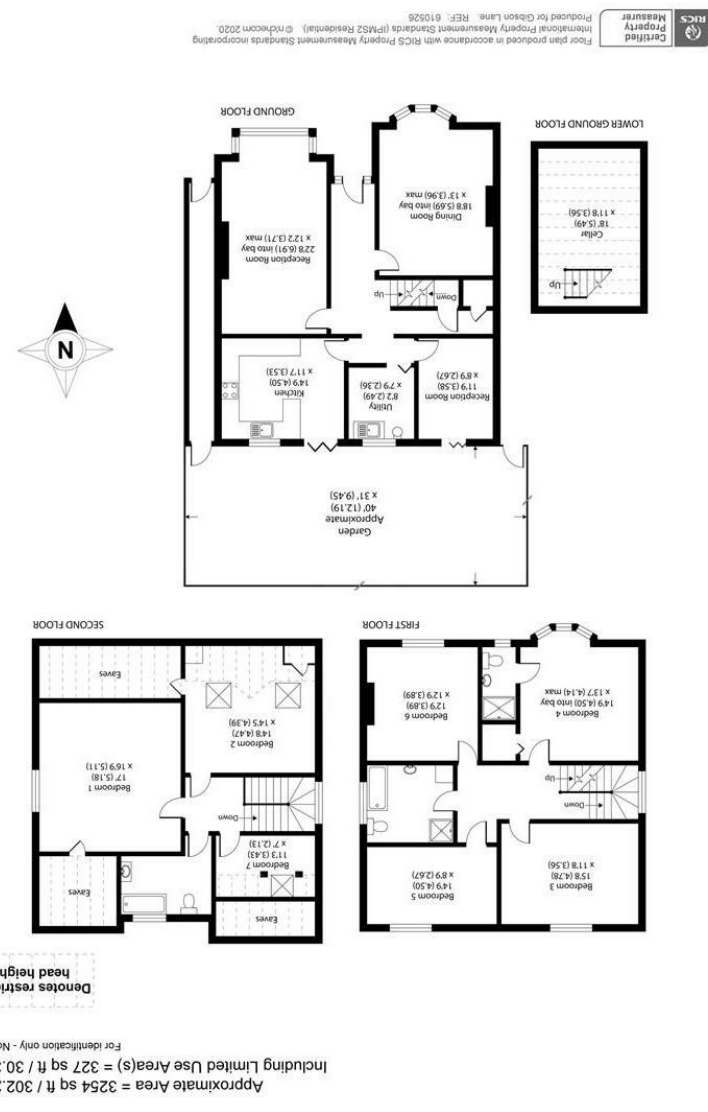 Approximate Area = 3254 sq ft / 302.
Including Limited Use Area(s) = 327 sq ft / 30.
For identification only - No
Denotes restri
head heigh
Eaves
Bedroom 7
11'3 (3.43)
x 7' (2.13)
Down
Eaves
Bedroom 1
17' (5.18)
x 16'9 (5.11)
Bedroom 2
14'8 (4.47)
x 14'5 (4.39)
Eaves
SECOND FLOOR
Bedroom 3
15'8 (4.78)
x 11'8 (3.56)
Bedroom 5
14'9 (4.50)
x 8'9 (2.67)
Down
Up
Bedroom 4
14'9 (4.50) into bay
x 13'7 (4.14) max
Bedroom 6
12'9 (3.89)
x 12'9 (3.89)
FIRST FLOOR
Garden
Approximate
40' (12.19)
x 31' (9.45)
Reception Room
11'9 (3.58)
x 8'9 (2.67)
Utility
8'2 (2.49)
x 7'9 (2.36)
Kitchen
14'9 (4.50)
x 11'7 (3.53)
Down
Up
Dining Room
18'8 (5.69) into bay
x 13' (3.96) max
Reception Room
22'8 (6.91) into bay
x 12'2 (3.71) max
GROUND FLOOR
Up
Cellar
18' (5.49)
x 11'8 (3.56)
LOWER GROUND FLOOR
N
RICS
Certified
Property
Measurer
Floor plan produced in accordance with RICS Property Measurement Standards incorporating
International Property Measurement Standards (IPMS2 Residential). © nichecom 2020.
Produced for Gibson Lane. REF: 610526